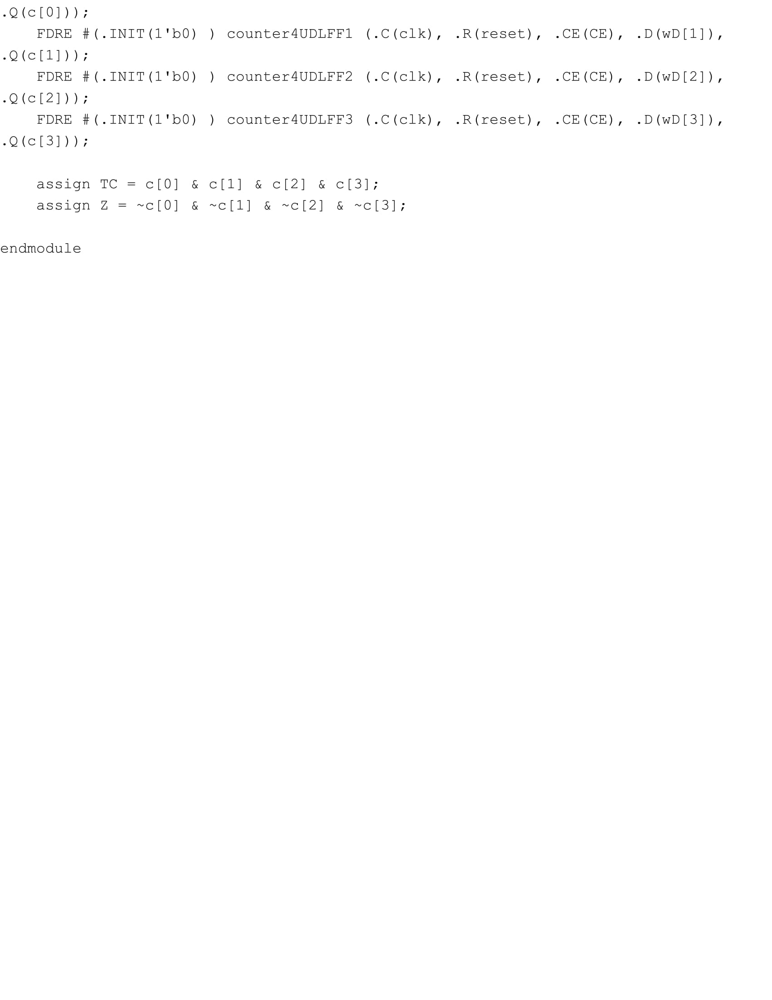 .Q(c[0]));
    FDRE #(.INIT(1'b0) ) counter4UDLFF1 (.C(clk), .R(reset), .CE(CE), .D(wD[1]),
.Q(c[1]));
    FDRE #(.INIT(1'b0) ) counter4UDLFF2 (.C(clk), .R(reset), .CE(CE), .D(wD[2]),
.Q(c[2]));
    FDRE #(.INIT(1'b0) ) counter4UDLFF3 (.C(clk), .R(reset), .CE(CE), .D(wD[3]),
.Q(c[3]));
    assign TC = c[0] & c[1] & c[2] & c[3];
    assign Z = ~c[0] & ~c[1] & ~c[2] & ~c[3];
endmodule